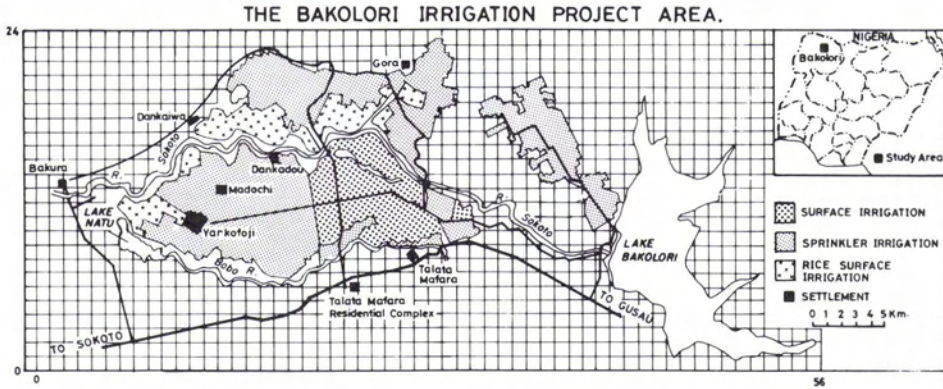 THE BAKOLORI IRRIGATION PROJECT AREA.
24
NIGERIA
Bakolori
Study Area
Gora
Dankaiwa
Sokoto
R.
Bakura
Dankadou
Madachi
LAKE
NATU
Yarkofoji
Bobo R.
R.
Sokoto
LAKE
BAKOLORI
Talata
Mafara
Talata Mafara
Residential Complex
TO GUSAU
TO SOKOTO
SURFACE IRRIGATION
SPRINKLER IRRIGATION
RICE SURFACE
IRRIGATION
SETTLEMENT
0 1 2 3 4 5 Km.
0
0
56